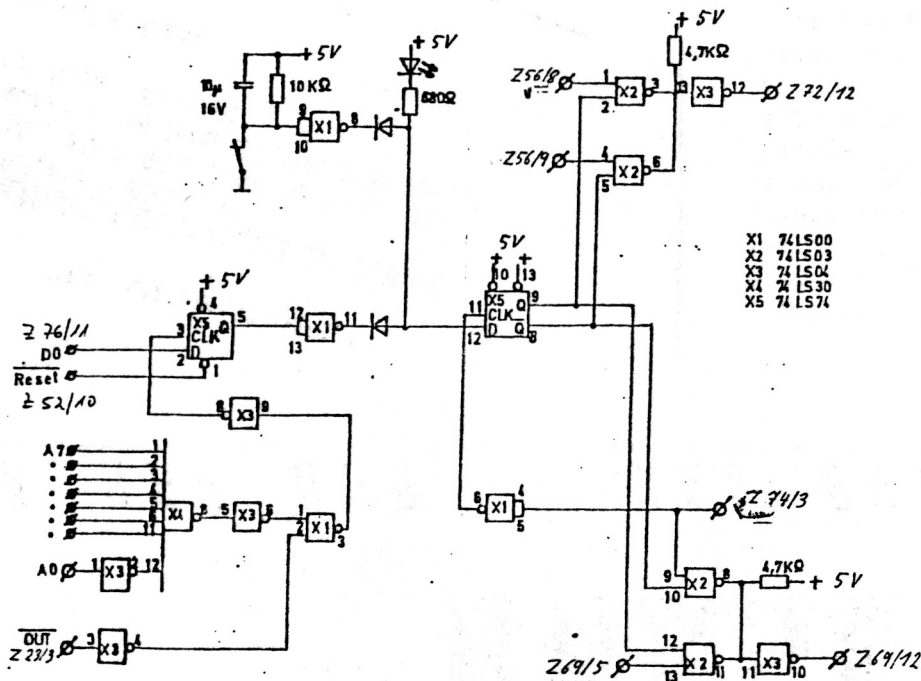 + 5V
10µ
16V
10KΩ
9
10
X1
8
+ 5V
680Ω
+ 5V
4,7KΩ
Z56/8
1
2
X2
3
13
X3
12
Z 72/12
Z56/9
4
5
X2
6
X1 74LS00
X2 74LS03
X3 74LS04
X4 74LS30
X5 74LS74
+ 5V
4
Z 76/11
D0
3
2
X5
CLK
D
Q
5
1
12
13
X1
11
5V
+
+
10
13
11
12
X5
CLK
D
Q
Q
9
8
Reset
Z 52/10
8
X3
9
A7
1
2
3
4
5
6
11
12
X4
8
5
X3
6
1
2
X1
3
A0
1
X3
2
OUT
Z 23/3
3
X3
4
6
X1
4
5
Z 74/3
9
10
X2
8
4,7KΩ
+ 5V
Z69/5
12
13
X2
11
11
X3
10
Z69/12